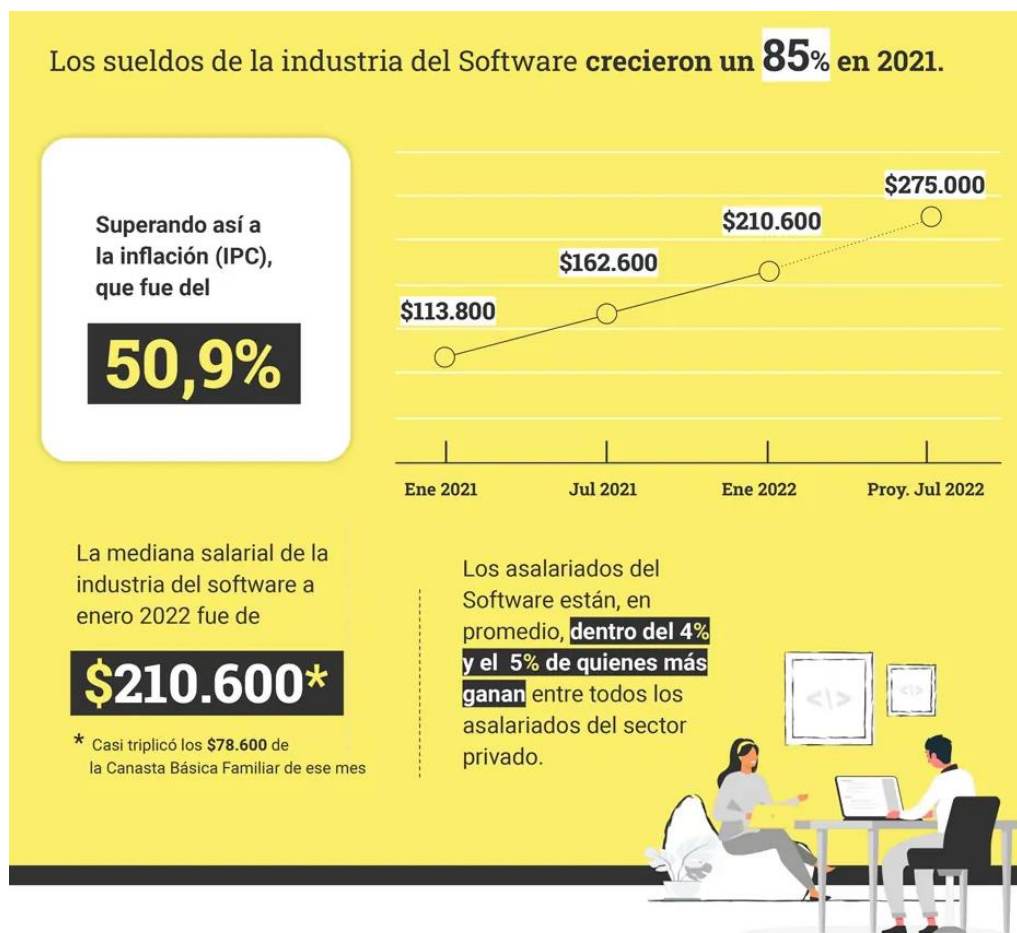 Los sueldos de la industria del Software crecieron un 85% en 2021.
Superando así a
la inflación (IPC),
que fue del
50,9%
$275.000
$210.600
$162.600
$113.800
Ene 2021
Jul 2021
Ene 2022
Proy. Jul 2022
La mediana salarial de la
industria del software a
enero 2022 fue de
$210.600*
* Casi triplicó los $78.600 de
la Canasta Básica Familiar de ese mes
Los asalariados del
Software están, en
promedio, dentro del 4%
y el 5% de quienes más
ganan entre todos los
asalariados del sector
privado.
<\>
<\>